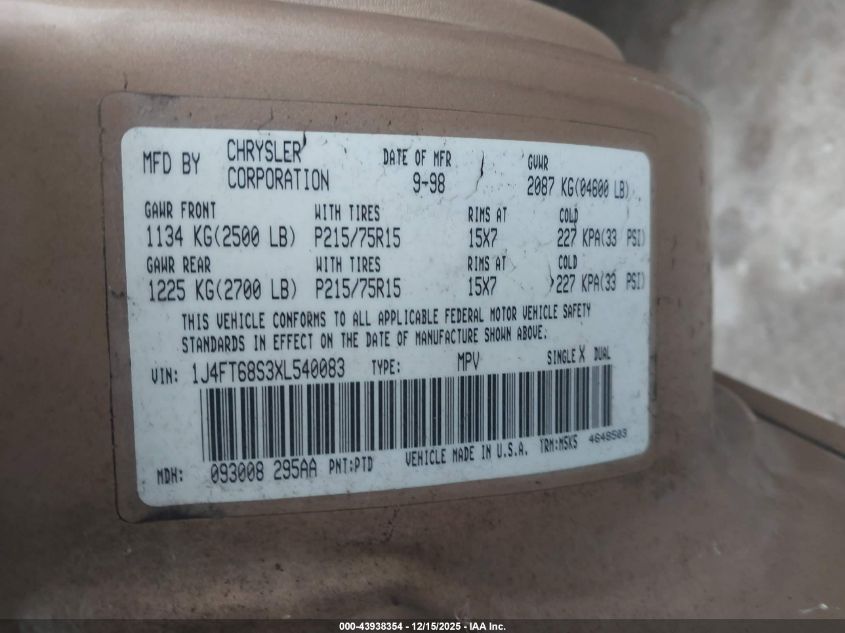 MFD BY CHRYSLER CORPORATION DATE OF MFR 9-98 GVWR 2087 KG(04600 LB)
GAWR FRONT WITH TIRES RIMS AT COLD
1134 KG(2500 LB) P215/75R15 15X7 227 KPA(33 PSI)
GAWR REAR WITH TIRES RIMS AT COLD
1225 KG(2700 LB) P215/75R15 15X7 227 KPA(33 PSI)
THIS VEHICLE CONFORMS TO ALL APPLICABLE FEDERAL MOTOR VEHICLE SAFETY
STANDARDS IN EFFECT ON THE DATE OF MANUFACTURE SHOWN ABOVE.
VIN: 1J4FT68S3XL540083 TYPE: MPV SINGLE X DUAL
MDH: 093008 295AA PNT:PTD VEHICLE MADE IN U.S.A. TRM:M5K5 4648503
000-43938354 - 12/15/2025 - IAA Inc.